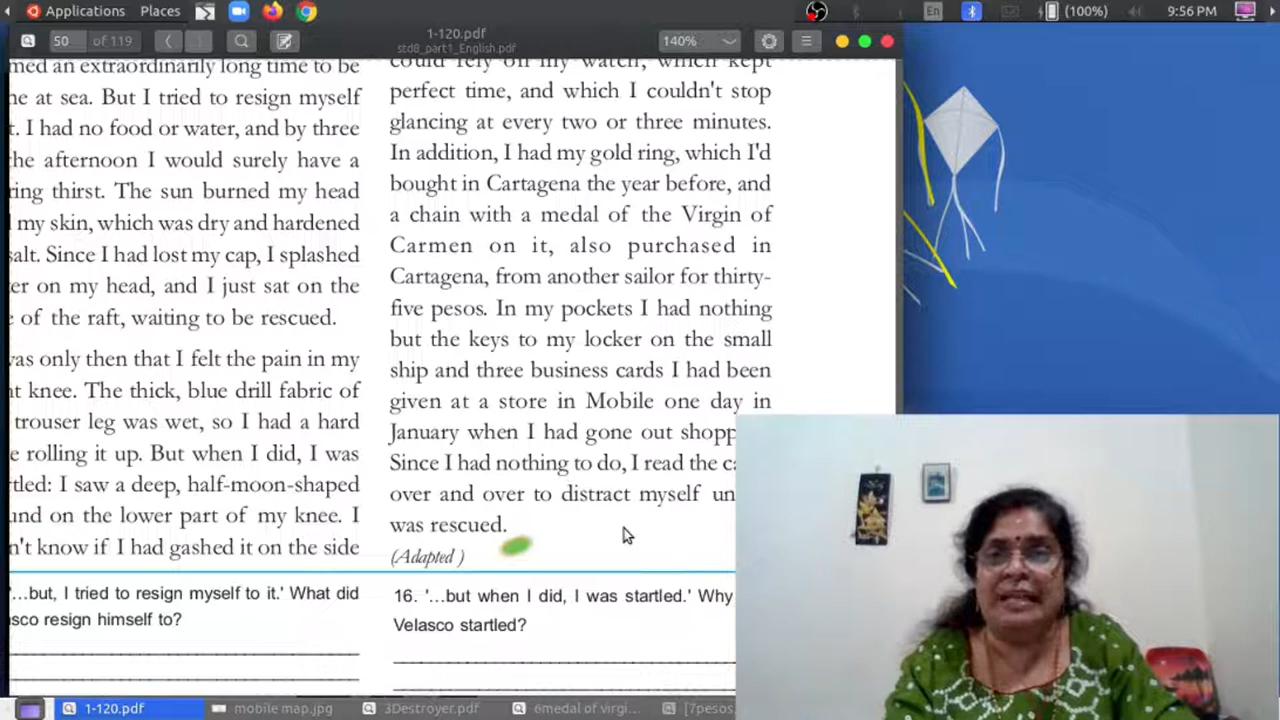 Applications Places En (100%) 9:56 PM
50 of 119 1-120.pdf 140%
std8_part1_English.pdf
an extraordinarily long time to be
at sea. But I tried to resign myself
I had no food or water, and by three
the afternoon I would surely have a
thirst. The sun burned my head
my skin, which was dry and hardened
salt. Since I had lost my cap, I splashed
on my head, and I just sat on the
of the raft, waiting to be rescued.
only then that I felt the pain in my
knee. The thick, blue drill fabric of
trouser leg was wet, so I had a hard
rolling it up. But when I did, I was
I saw a deep, half-moon-shaped
on the lower part of my knee. I
know if I had gashed it on the side
'...but, I tried to resign myself to it.' What did
resign himself to?
could rely on my watch, which kept
perfect time, and which I couldn't stop
glancing at every two or three minutes.
In addition, I had my gold ring, which I'd
bought in Cartagena the year before, and
a chain with a medal of the Virgin of
Carmen on it, also purchased in
Cartagena, from another sailor for thirty-
five pesos. In my pockets I had nothing
but the keys to my locker on the small
ship and three business cards I had been
given at a store in Mobile one day in
January when I had gone out
Since I had nothing to do, I read the
over and over to distract myself
was rescued.
(Adapted )
16. '...but when I did, I was startled.' Why
Velasco startled?
1-120.pdf mobile map.jpg 3Destroyer.pdf 6medal of virgi... [7pesos.